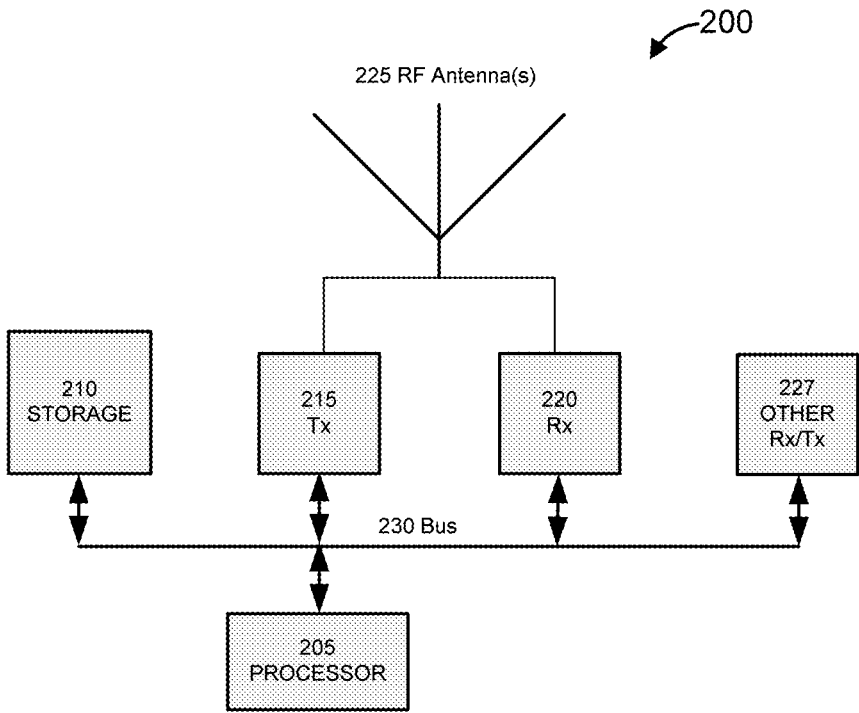 200
225 RF Antenna(s)
210
STORAGE
215
Tx
220
Rx
227
OTHER
Rx/Tx
230 Bus
205
PROCESSOR